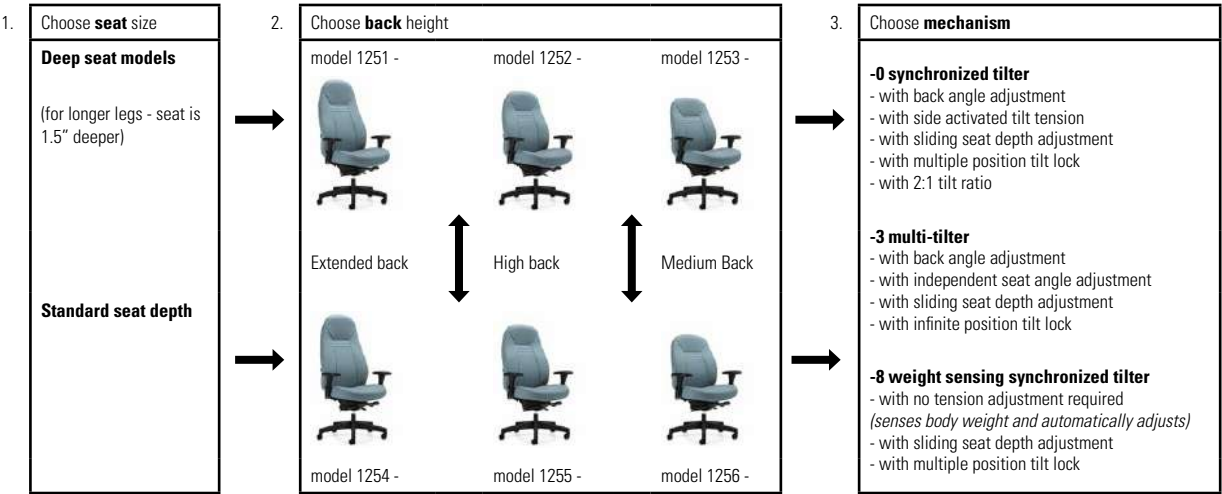 1. Choose seat size
Deep seat models
(for longer legs - seat is
1.5” deeper)
Standard seat depth
2. Choose back height
model 1251 - model 1252 - model 1253 -
Extended back High back Medium Back
model 1254 - model 1255 - model 1256 -
3. Choose mechanism
-0 synchronized tilter
- with back angle adjustment
- with side activated tilt tension
- with sliding seat depth adjustment
- with multiple position tilt lock
- with 2:1 tilt ratio
-3 multi-tilter
- with back angle adjustment
- with independent seat angle adjustment
- with sliding seat depth adjustment
- with infinite position tilt lock
-8 weight sensing synchronized tilter
- with no tension adjustment required
(senses body weight and automatically adjusts)
- with sliding seat depth adjustment
- with multiple position tilt lock